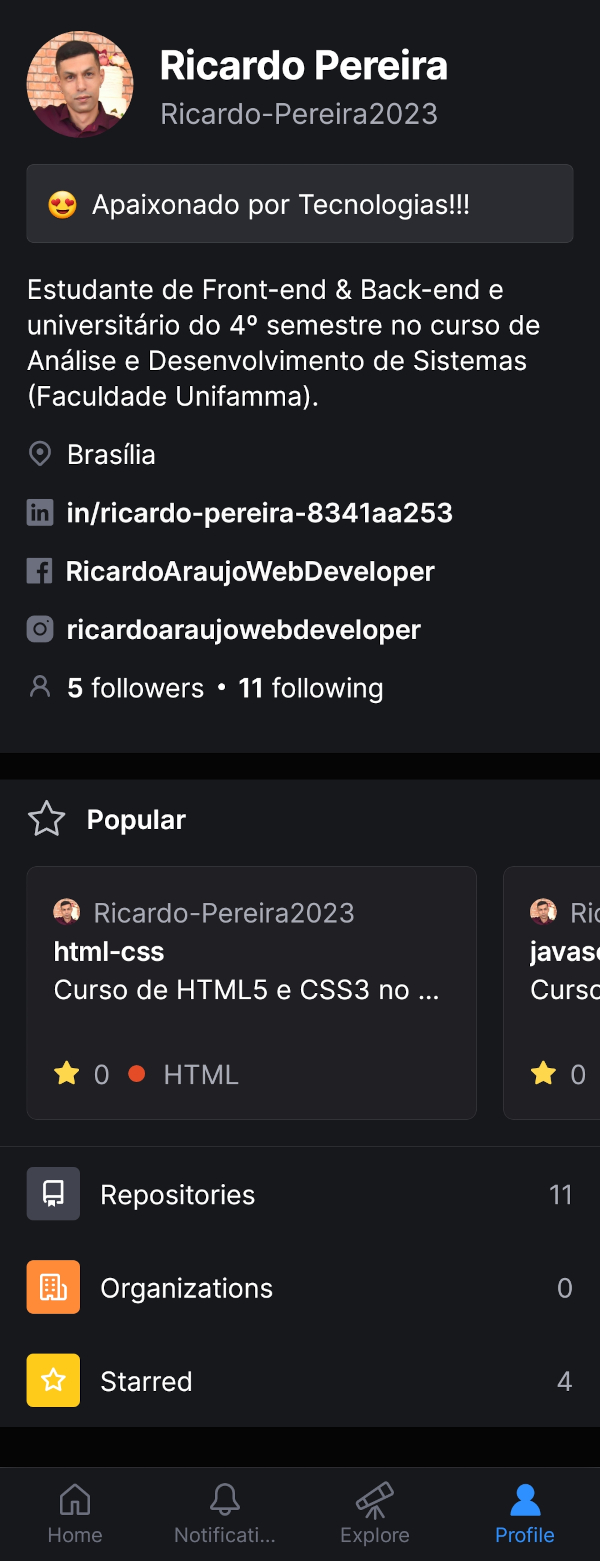 Ricardo Pereira
Ricardo-Pereira2023
😍 Apaixonado por Tecnologias!!!
Estudante de Front-end & Back-end e
universitário do 4º semestre no curso de
Análise e Desenvolvimento de Sistemas
(Faculdade Unifamma).
Brasília
in/ricardo-pereira-8341aa253
RicardoAraujoWebDeveloper
ricardoaraujowebdeveloper
5 followers • 11 following
Popular
Ricardo-Pereira2023
html-css
Curso de HTML5 e CSS3 no ...
0 HTML
Ric
javas
Curso
0
Repositories 11
Organizations 0
Starred 4
Home Notificati... Explore Profile